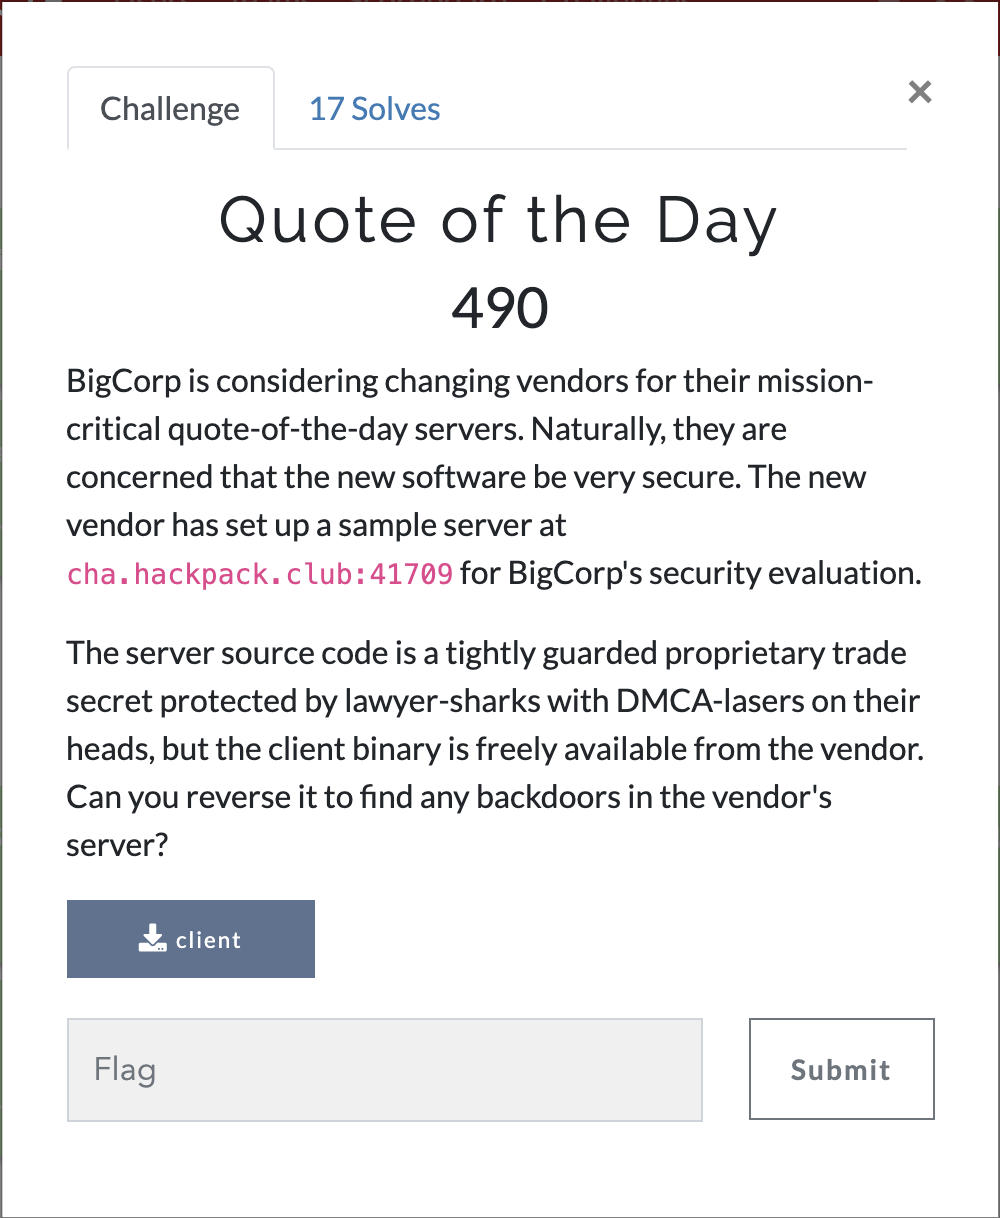 Challenge
17 Solves
×
Quote of the Day
490
BigCorp is considering changing vendors for their mission-
critical quote-of-the-day servers. Naturally, they are
concerned that the new software be very secure. The new
vendor has set up a sample server at
cha.hackpack.club:41709 for BigCorp's security evaluation.
The server source code is a tightly guarded proprietary trade
secret protected by lawyer-sharks with DMCA-lasers on their
heads, but the client binary is freely available from the vendor.
Can you reverse it to find any backdoors in the vendor's
server?
client
Flag
Submit